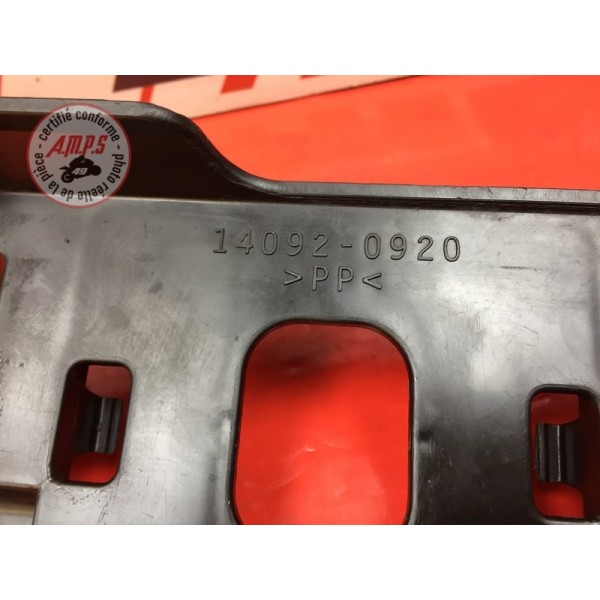 - certifié conforme -
A.M.P.S
49
photo réelle de la pièce
14092-0920
>PP<